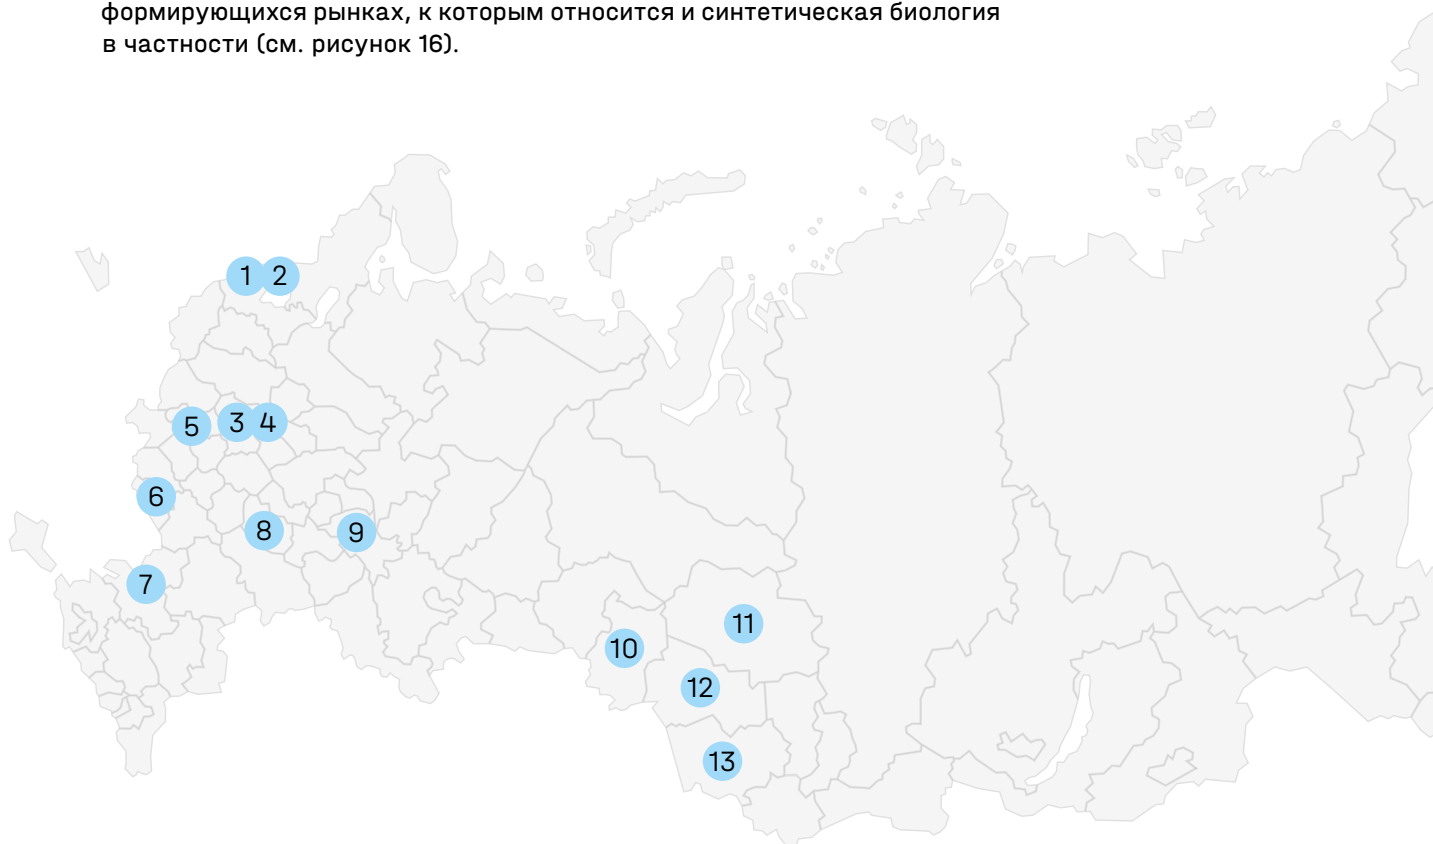 формирующихся рынках, к которым относится и синтетическая биология
в частности (см. рисунок 16).
1 2
5 3 4
6
8 9
7
11
10
12
13